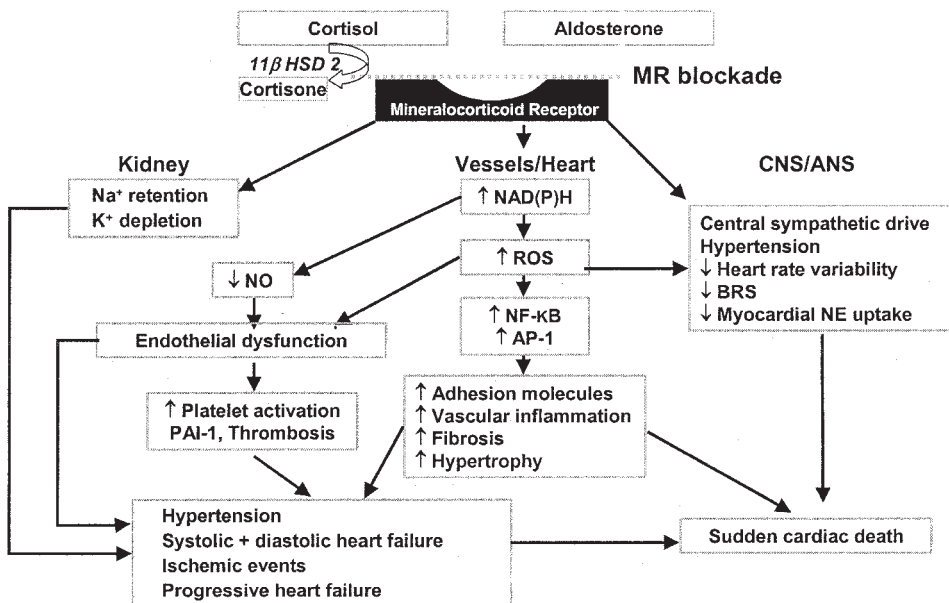 Cortisol
Aldosterone
11β HSD 2
Cortisone
MR blockade
Mineralocorticoid Receptor
Kidney
Vessels/Heart
CNS/ANS
Na⁺ retention
K⁺ depletion
↑ NAD(P)H
Central sympathetic drive
Hypertension
↓ Heart rate variability
↓ BRS
↓ Myocardial NE uptake
↓ NO
↑ ROS
↑ NF-κB
↑ AP-1
Endothelial dysfunction
↑ Platelet activation
PAI-1, Thrombosis
↑ Adhesion molecules
↑ Vascular inflammation
↑ Fibrosis
↑ Hypertrophy
Hypertension
Systolic + diastolic heart failure
Ischemic events
Progressive heart failure
Sudden cardiac death